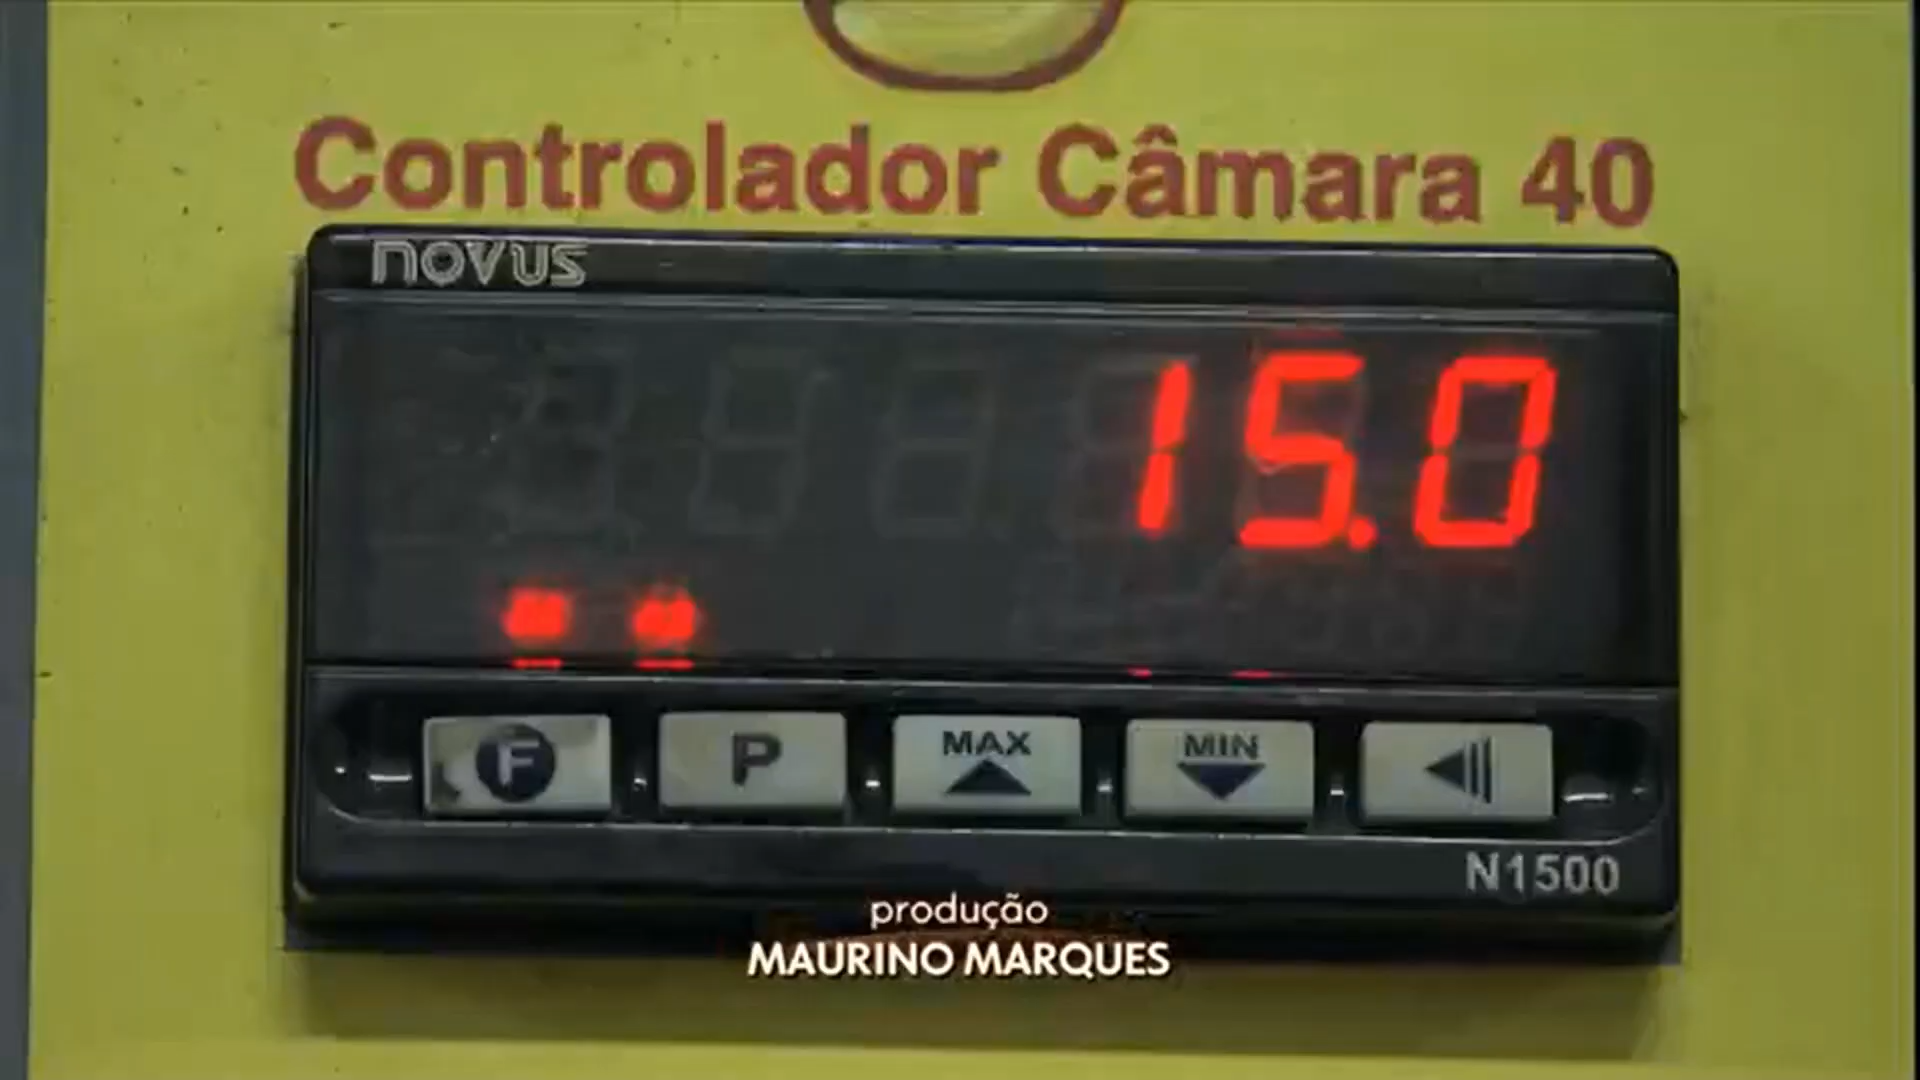 Controlador Câmara 40
novus
15.0
F
P
MAX
MIN
N1500
produção
MAURINO MARQUES